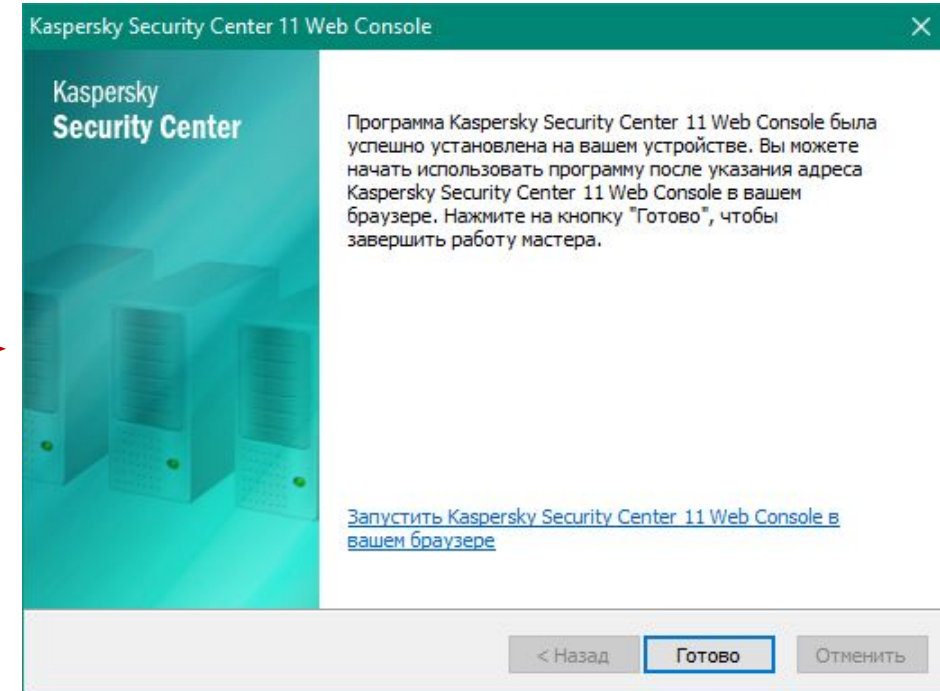 Kaspersky Security Center 11 Web Console
Kaspersky
Security Center
Программа Kaspersky Security Center 11 Web Console была
успешно установлена на вашем устройстве. Вы можете
начать использовать программу после указания адреса
Kaspersky Security Center 11 Web Console в вашем
браузере. Нажмите на кнопку "Готово", чтобы
завершить работу мастера.
Запустить Kaspersky Security Center 11 Web Console в
вашем браузере
< Назад
Готово
Отменить